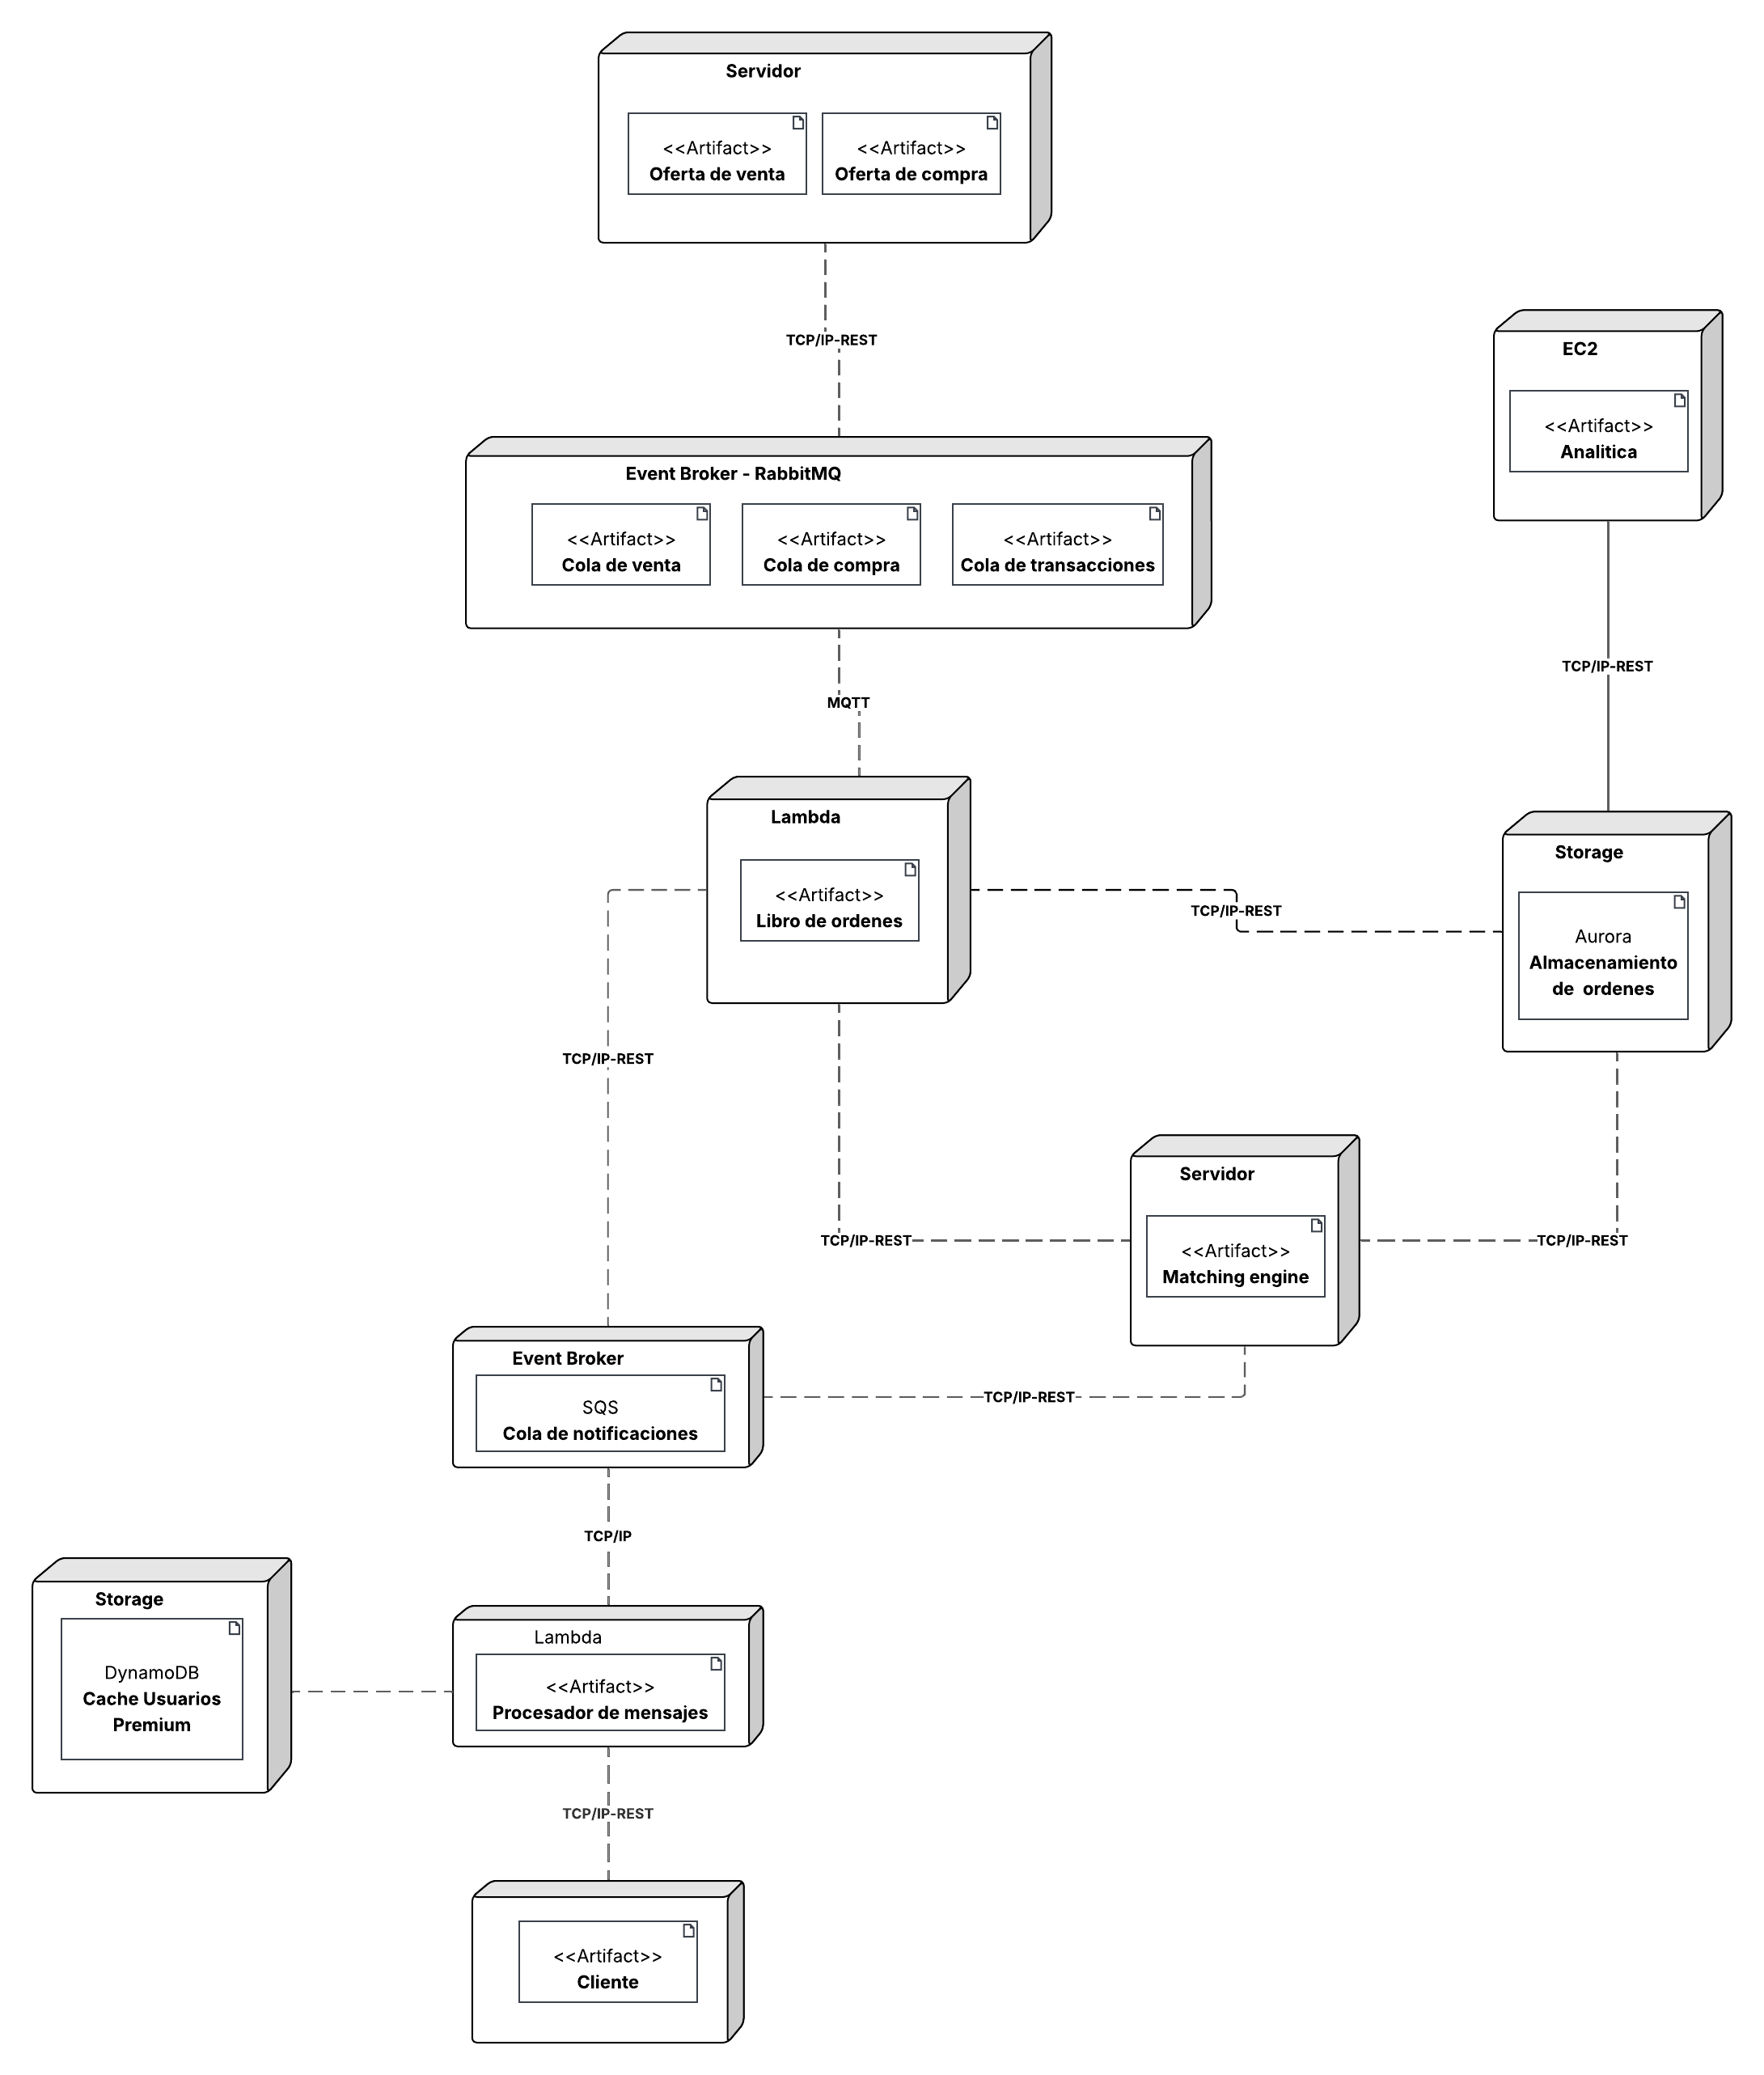 Servidor
<<Artifact>>
Oferta de venta
<<Artifact>>
Oferta de compra
TCP/IP-REST
EC2
<<Artifact>>
Analitica
Event Broker - RabbitMQ
<<Artifact>>
Cola de venta
<<Artifact>>
Cola de compra
<<Artifact>>
Cola de transacciones
TCP/IP-REST
MQTT
Lambda
<<Artifact>>
Libro de ordenes
TCP/IP-REST
Storage
Aurora
Almacenamiento
de ordenes
TCP/IP-REST
Servidor
<<Artifact>>
Matching engine
TCP/IP-REST
TCP/IP-REST
Event Broker
SQS
Cola de notificaciones
TCP/IP-REST
TCP/IP
Storage
DynamoDB
Cache Usuarios
Premium
Lambda
<<Artifact>>
Procesador de mensajes
TCP/IP-REST
<<Artifact>>
Cliente